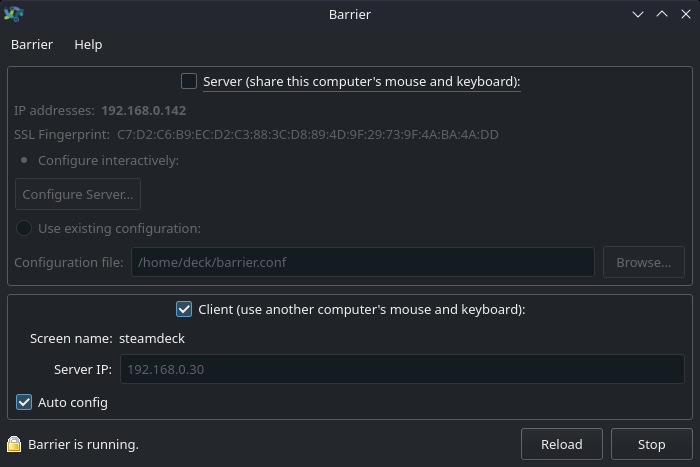 Barrier
Barrier Help
Server (share this computer's mouse and keyboard):
IP addresses: 192.168.0.142
SSL Fingerprint: C7:D2:C6:B9:EC:D2:C3:88:3C:D8:89:4D:9F:29:73:9F:4A:BA:4A:DD
Configure interactively:
Configure Server...
Use existing configuration:
Configuration file: /home/deck/barrier.conf Browse...
Client (use another computer's mouse and keyboard):
Screen name: steamdeck
Server IP: 192.168.0.30
Auto config
Barrier is running. Reload Stop